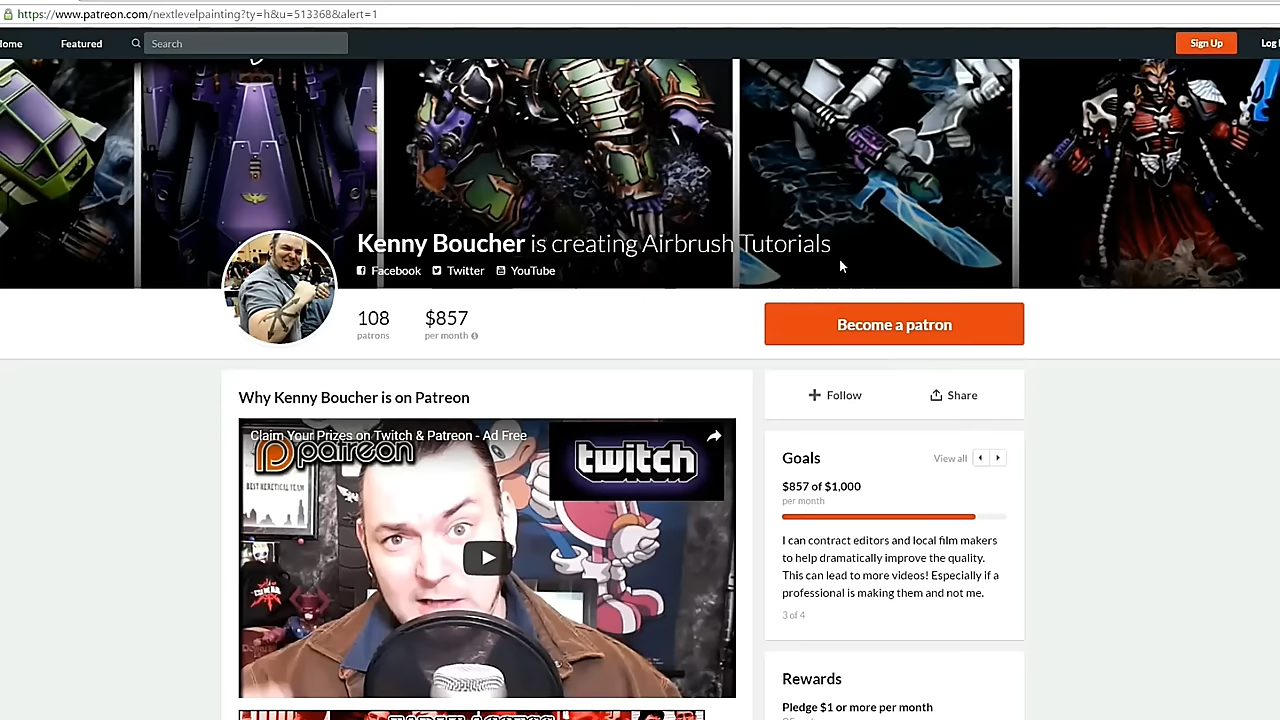 https://www.patreon.com/nextlevelpainting?ty=h&u=513368&alert=1
Featured
Search
Sign Up
Log
Kenny Boucher is creating Airbrush Tutorials
Facebook
Twitter
YouTube
108
patrons
$857
per month
Become a patron
Why Kenny Boucher is on Patreon
Claim Your Prizes on Twitch & Patreon - Ad Free
patreon
twitch
BEST HERETICAL TEAM
Follow
Share
Goals
View all
$857 of $1,000
per month
I can contract editors and local film makers
to help dramatically improve the quality.
This can lead to more videos! Especially if a
professional is making them and not me.
3 of 4
Rewards
Pledge $1 or more per month